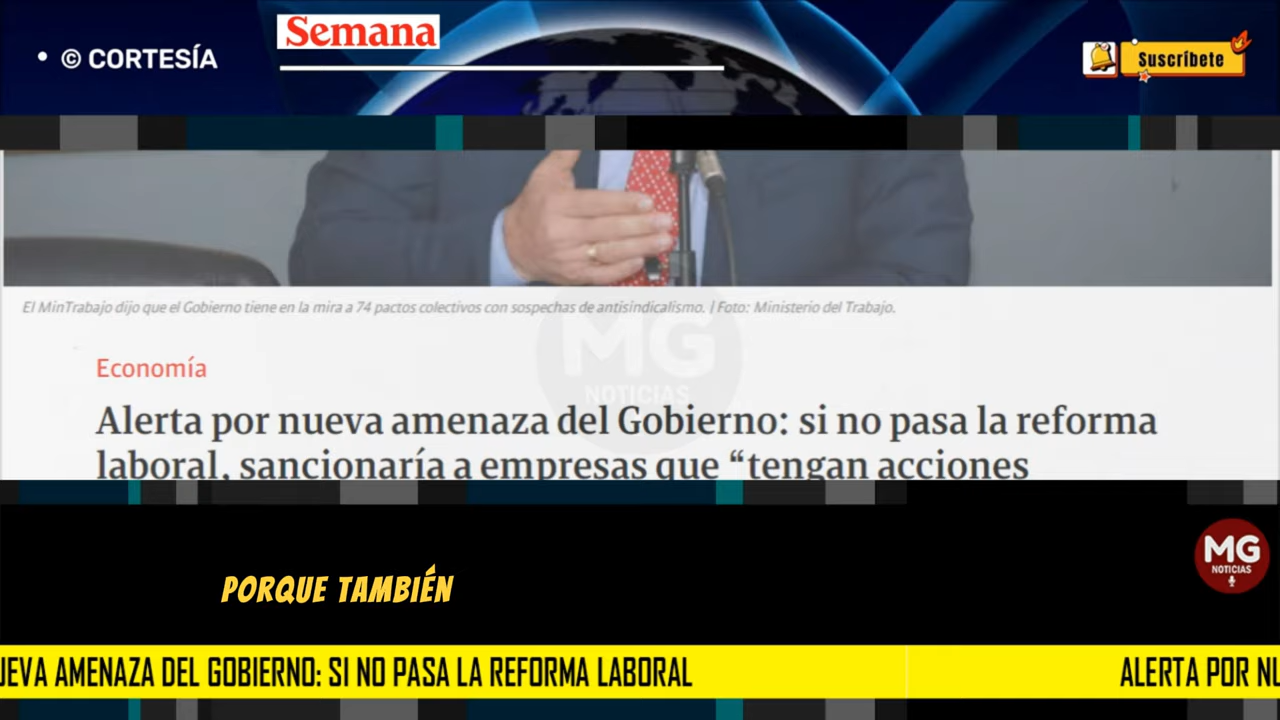 • © CORTESÍA
Semana
Suscríbete
El MinTrabajo dijo que el Gobierno tiene en la mira a 74 pactos colectivos con sospechas de antisindicalismo. | Foto: Ministerio del Trabajo.
MG
NOTICIAS
Economía
Alerta por nueva amenaza del Gobierno: si no pasa la reforma
laboral, sancionaría a empresas que “tengan acciones
MG
NOTICIAS
PORQUE TAMBIÉN
UEVA AMENAZA DEL GOBIERNO: SI NO PASA LA REFORMA LABORAL
ALERTA POR NU